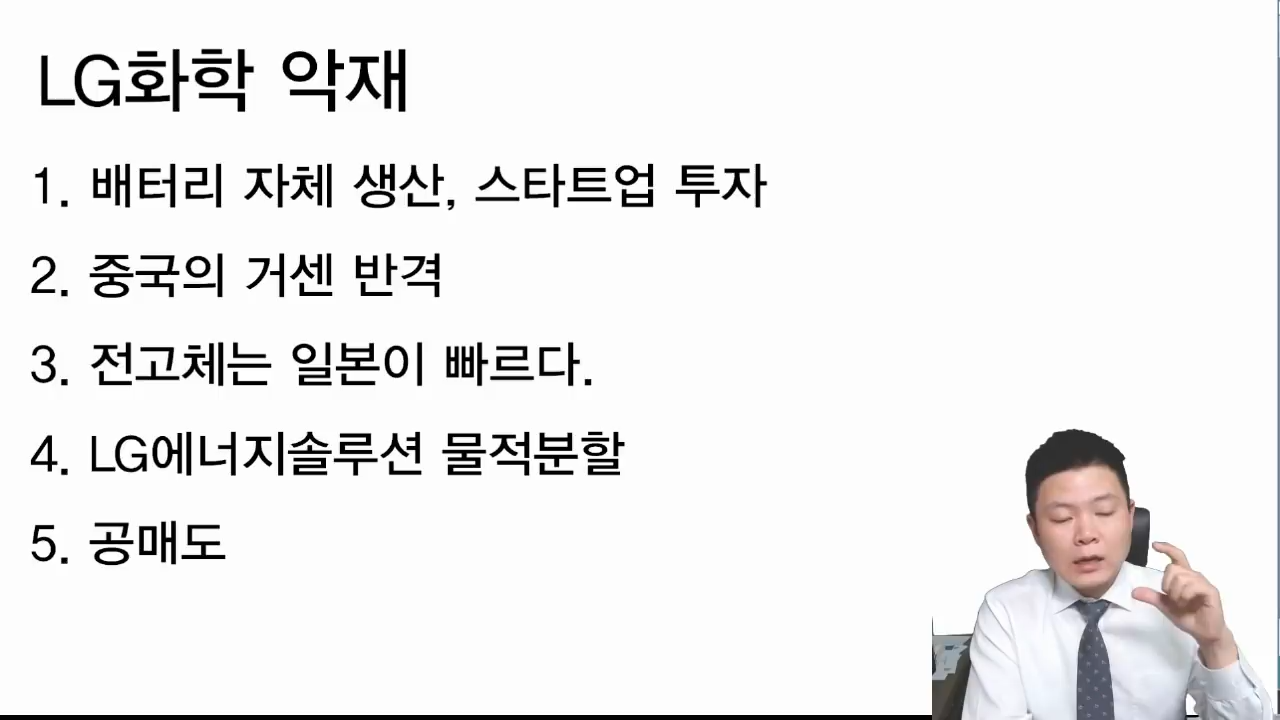 LG화학 악재
1. 배터리 자체 생산, 스타트업 투자
2. 중국의 거센 반격
3. 전고체는 일본이 빠르다.
4. LG에너지솔루션 물적분할
5. 공매도